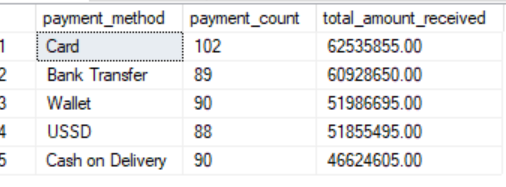 payment_method payment_count total_amount_received
1 Card 102 62535855.00
2 Bank Transfer 89 60928650.00
3 Wallet 90 51986695.00
4 USSD 88 51855495.00
5 Cash on Delivery 90 46624605.00